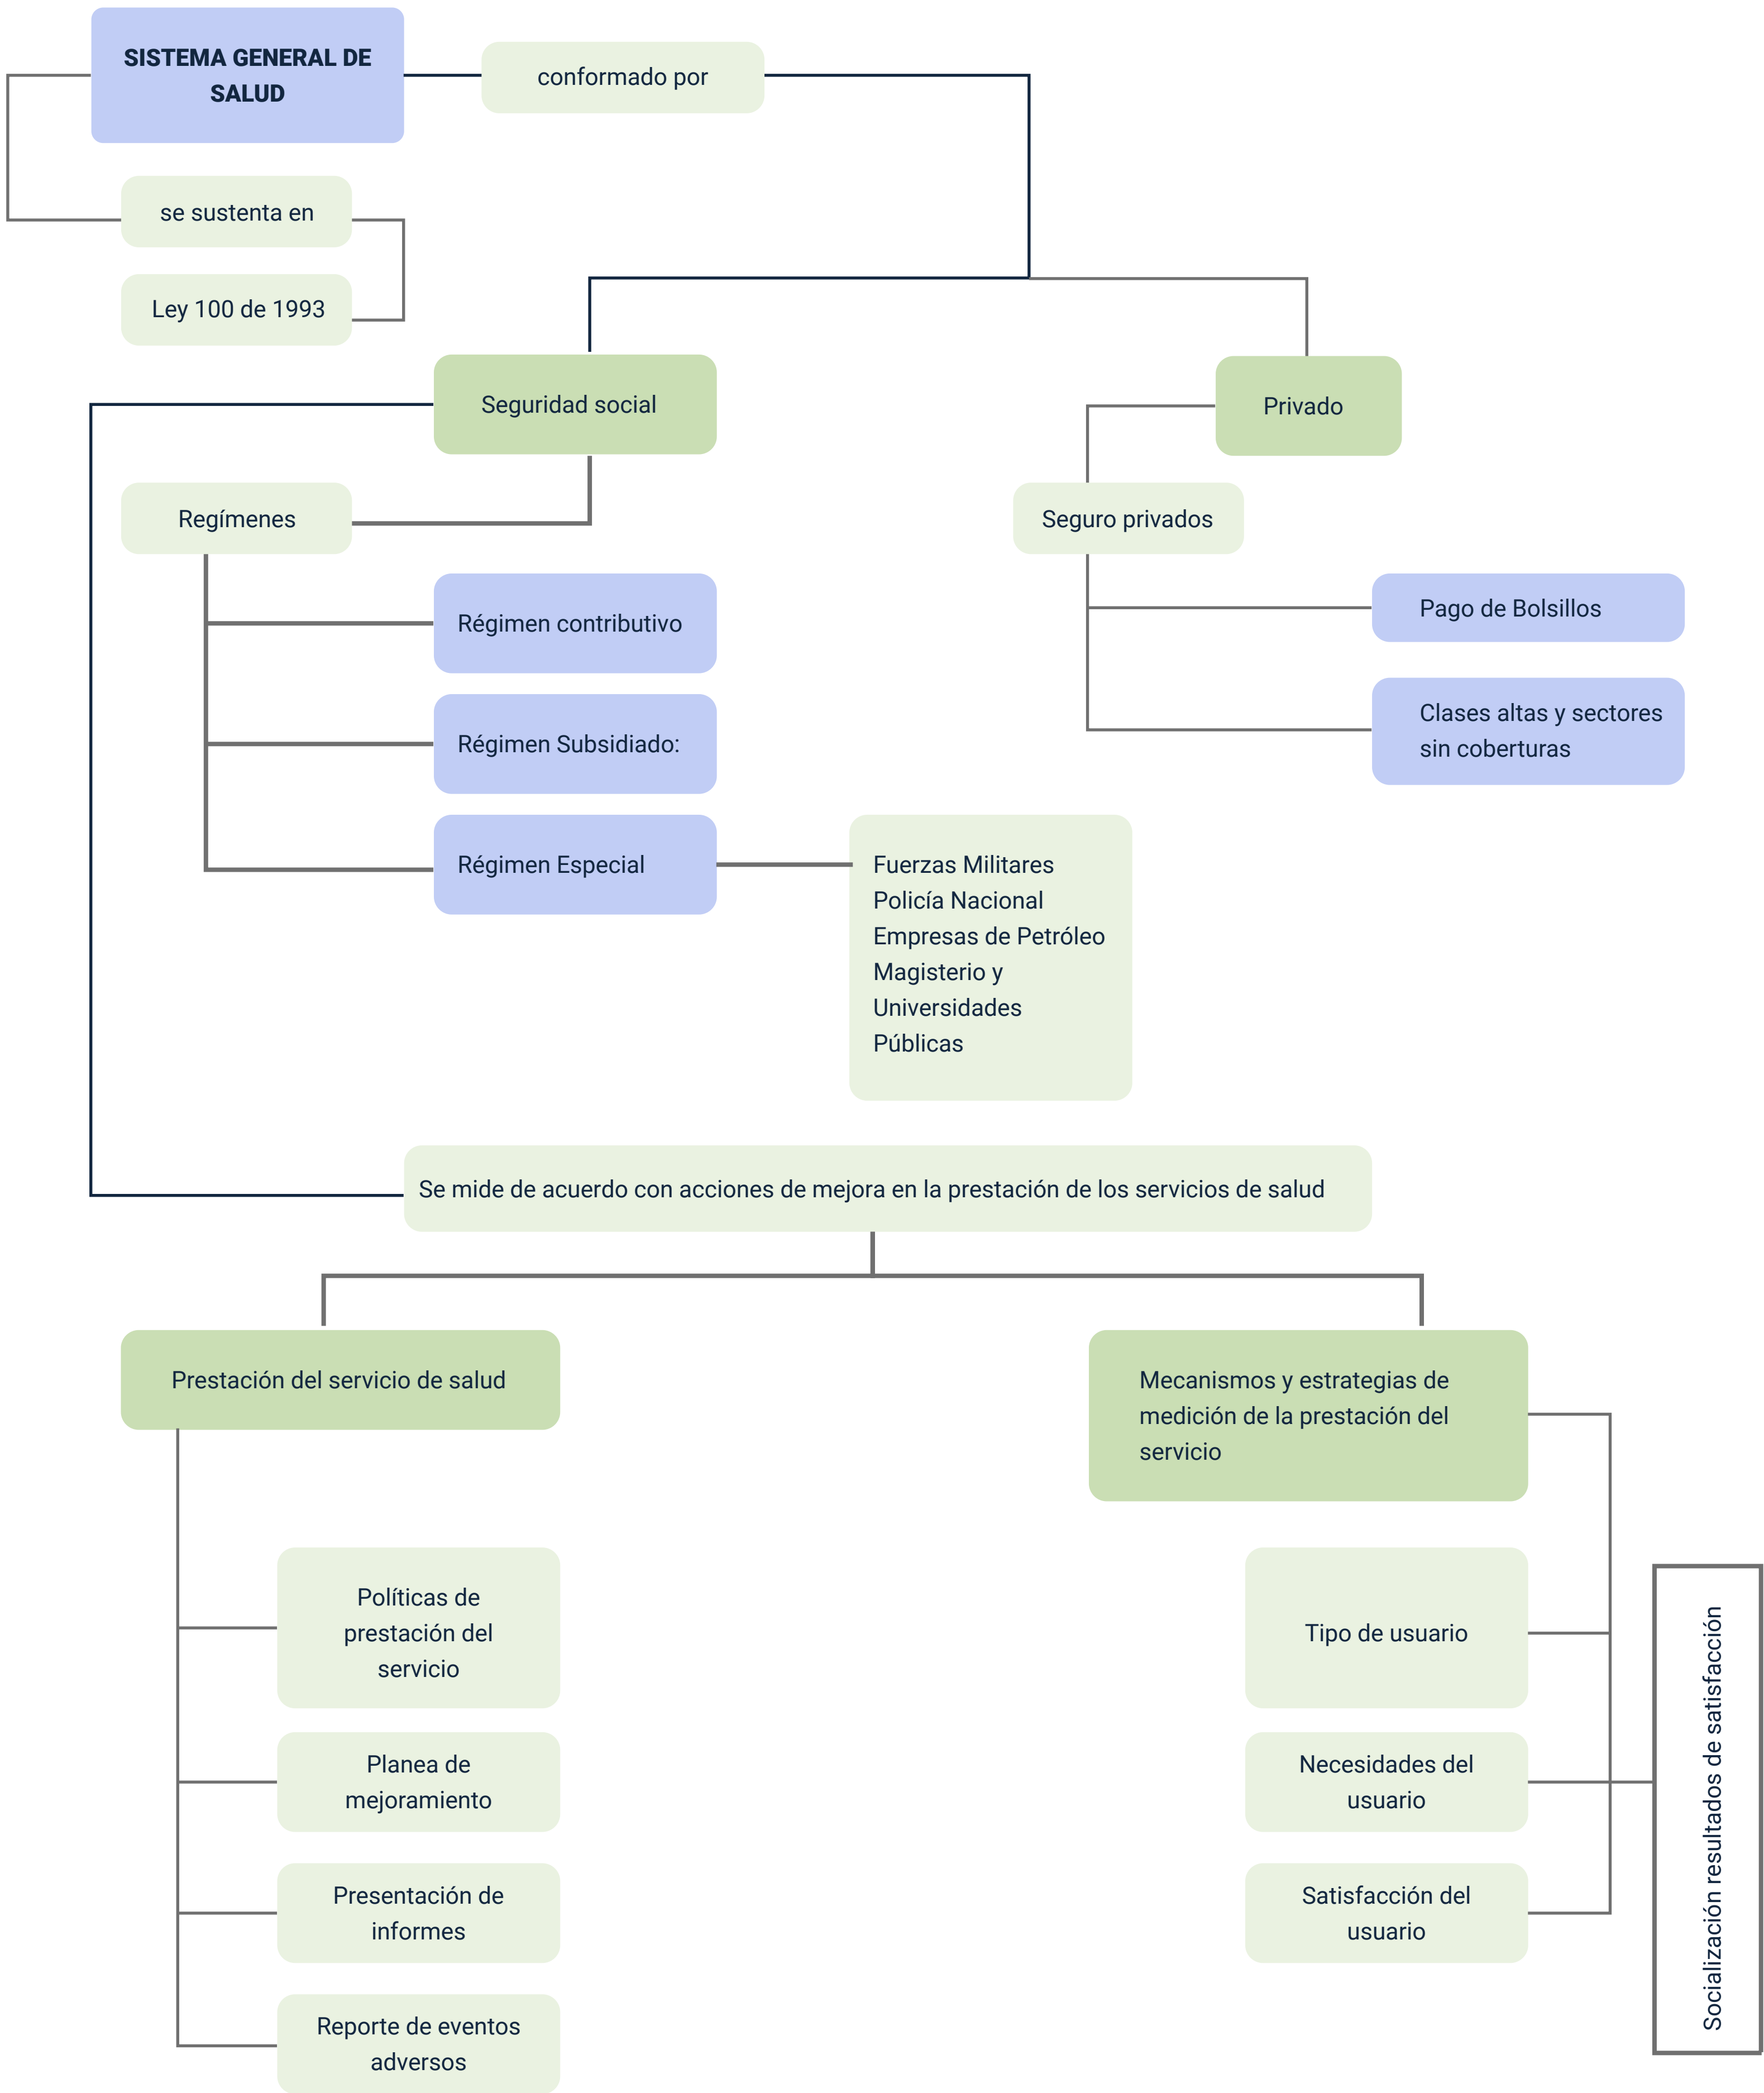 SISTEMA GENERAL DE
SALUD
conformado por
se sustenta en
Ley 100 de 1993
Seguridad social
Privado
Regímenes
Seguro privados
Régimen contributivo
Pago de Bolsillos
Régimen Subsidiado:
Clases altas y sectores
sin coberturas
Régimen Especial
Fuerzas Militares
Policía Nacional
Empresas de Petróleo
Magisterio y
Universidades
Públicas
Se mide de acuerdo con acciones de mejora en la prestación de los servicios de salud
Prestación del servicio de salud
Mecanismos y estrategias de
medición de la prestación del
servicio
Políticas de
prestación del
servicio
Planea de
mejoramiento
Presentación de
informes
Reporte de eventos
adversos
Tipo de usuario
Necesidades del
usuario
Satisfacción del
usuario
Socialización resultados de satisfacción